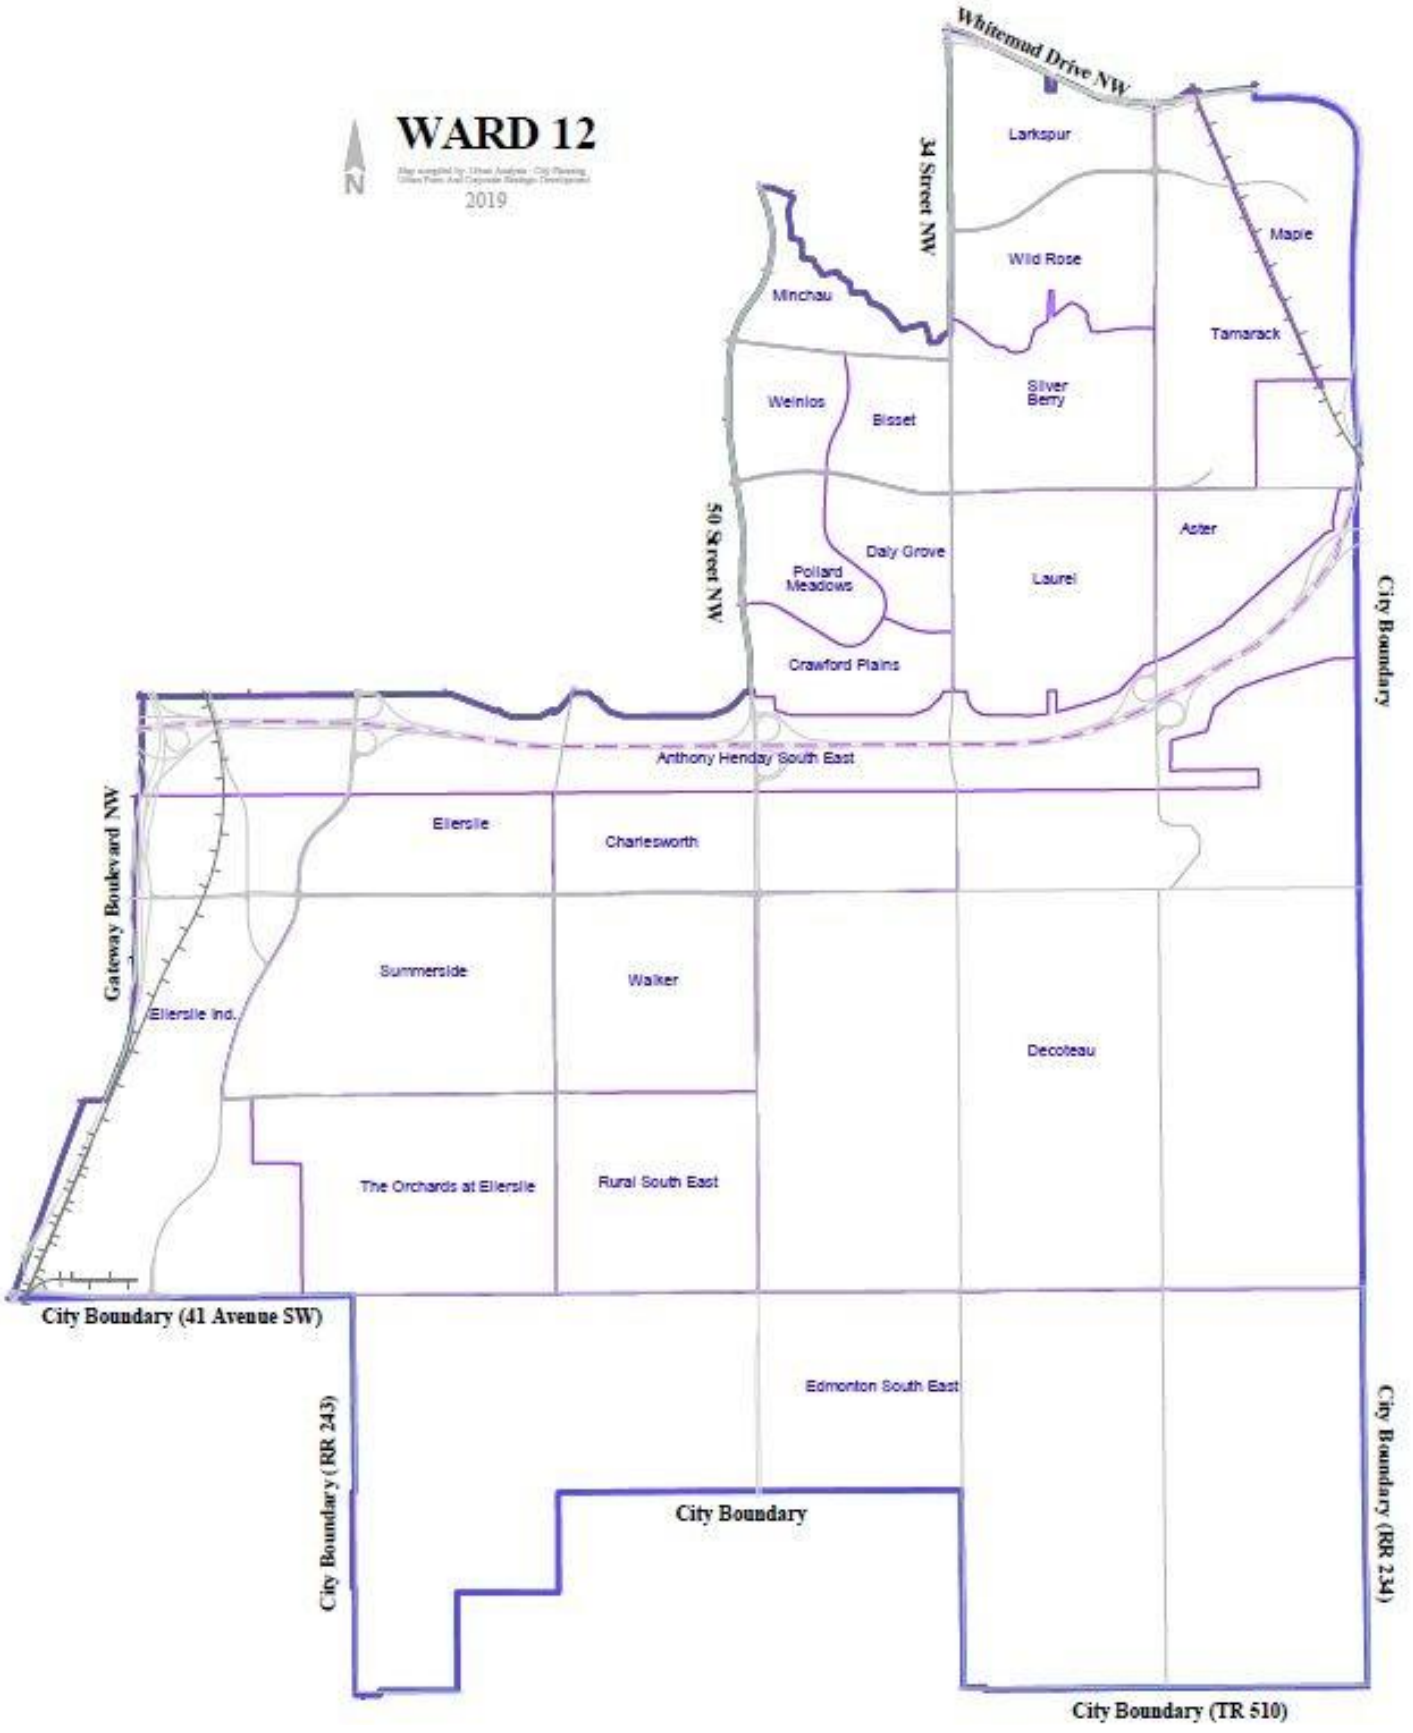 Whitemud Drive NW
WARD 12
N
2019
34 Street NW
Larkspur
Maple
Wild Rose
Minchau
Tamarack
Silver
Berry
Weinlos
Bisset
50 Street NW
Aster
Daly Grove
Pollard
Meadows
Laurel
City Boundary
Crawford Plains
Anthony Henday South East
Gateway Boulevard NW
Ellerslie
Charlesworth
Summerside
Walker
Ellerslie Ind.
Decoteau
The Orchards at Ellerslie
Rural South East
City Boundary (41 Avenue SW)
Edmonton South East
City Boundary (RR 243)
City Boundary (RR 234)
City Boundary
City Boundary (TR 510)